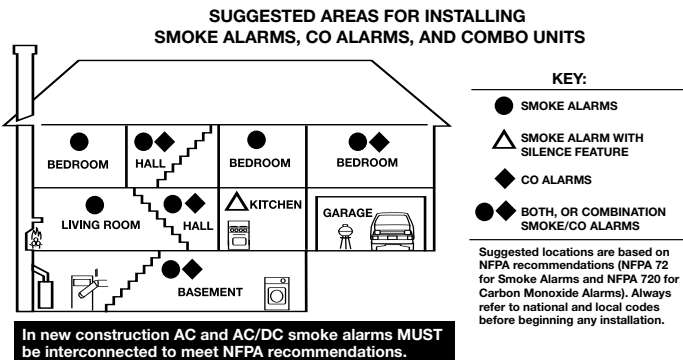 SUGGESTED AREAS FOR INSTALLING
SMOKE ALARMS, CO ALARMS, AND COMBO UNITS
BEDROOM
HALL
BEDROOM
BEDROOM
LIVING ROOM
HALL
KITCHEN
GARAGE
BASEMENT
In new construction AC and AC/DC smoke alarms MUST
be interconnected to meet NFPA recommendations.
KEY:
SMOKE ALARMS
SMOKE ALARM WITH
SILENCE FEATURE
CO ALARMS
BOTH, OR COMBINATION
SMOKE/CO ALARMS
Suggested locations are based on
NFPA recommendations (NFPA 72
for Smoke Alarms and NFPA 720 for
Carbon Monoxide Alarms). Always
refer to national and local codes
before beginning any installation.